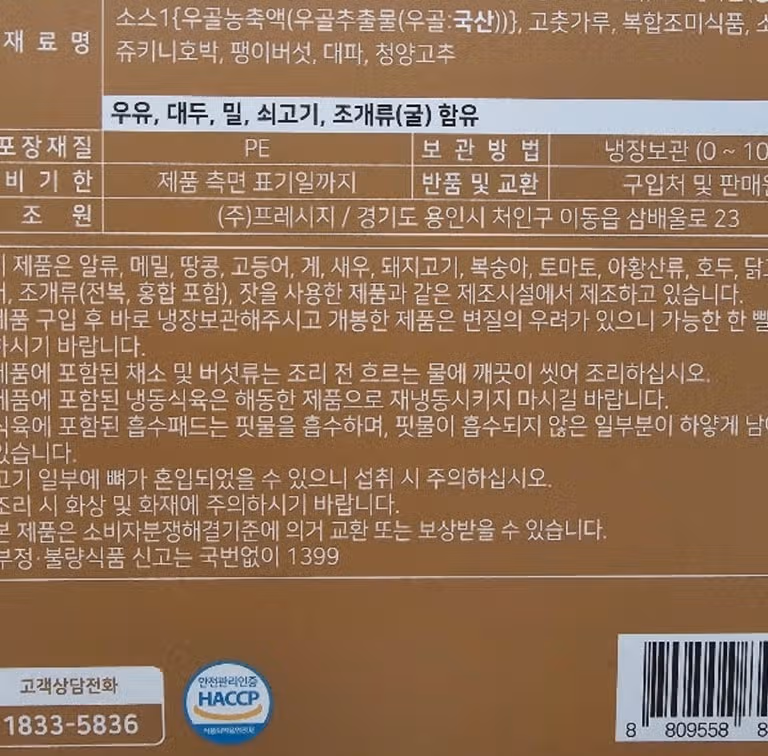 소스1{우골농축액(우골추출물(우골:국산))}, 고춧가루, 복합조미식품, 소
재 료 명
쥬키니호박, 팽이버섯, 대파, 청양고추
우유, 대두, 밀, 쇠고기, 조개류(굴) 함유
포장재질 PE 보 관 방 법 냉장보관 (0 ~ 10
비 기 한 제품 측면 표기일까지 반품 및 교환 구입처 및 판매원
조 원 (주)프레시지 / 경기도 용인시 처인구 이동읍 삼배울로 23
제품은 알류, 메밀, 땅콩, 고등어, 게, 새우, 돼지고기, 복숭아, 토마토, 아황산류, 호두, 닭고
어, 조개류(전복, 홍합 포함), 잣을 사용한 제품과 같은 제조시설에서 제조하고 있습니다.
제품 구입 후 바로 냉장보관해주시고 개봉한 제품은 변질의 우려가 있으니 가능한 한 빨
하시기 바랍니다.
제품에 포함된 채소 및 버섯류는 조리 전 흐르는 물에 깨끗이 씻어 조리하십시오.
제품에 포함된 냉동식육은 해동한 제품으로 재냉동시키지 마시길 바랍니다.
식육에 포함된 흡수패드는 핏물을 흡수하며, 핏물이 흡수되지 않은 일부분이 하얗게 남아
있습니다.
고기 일부에 뼈가 혼입되었을 수 있으니 섭취 시 주의하십시오.
조리 시 화상 및 화재에 주의하시기 바랍니다.
본 제품은 소비자분쟁해결기준에 의거 교환 또는 보상받을 수 있습니다.
부정·불량식품 신고는 국번없이 1399
고객상담전화
1833-5836
안전관리인증
HACCP
식품의약품안전처
8 809558 8